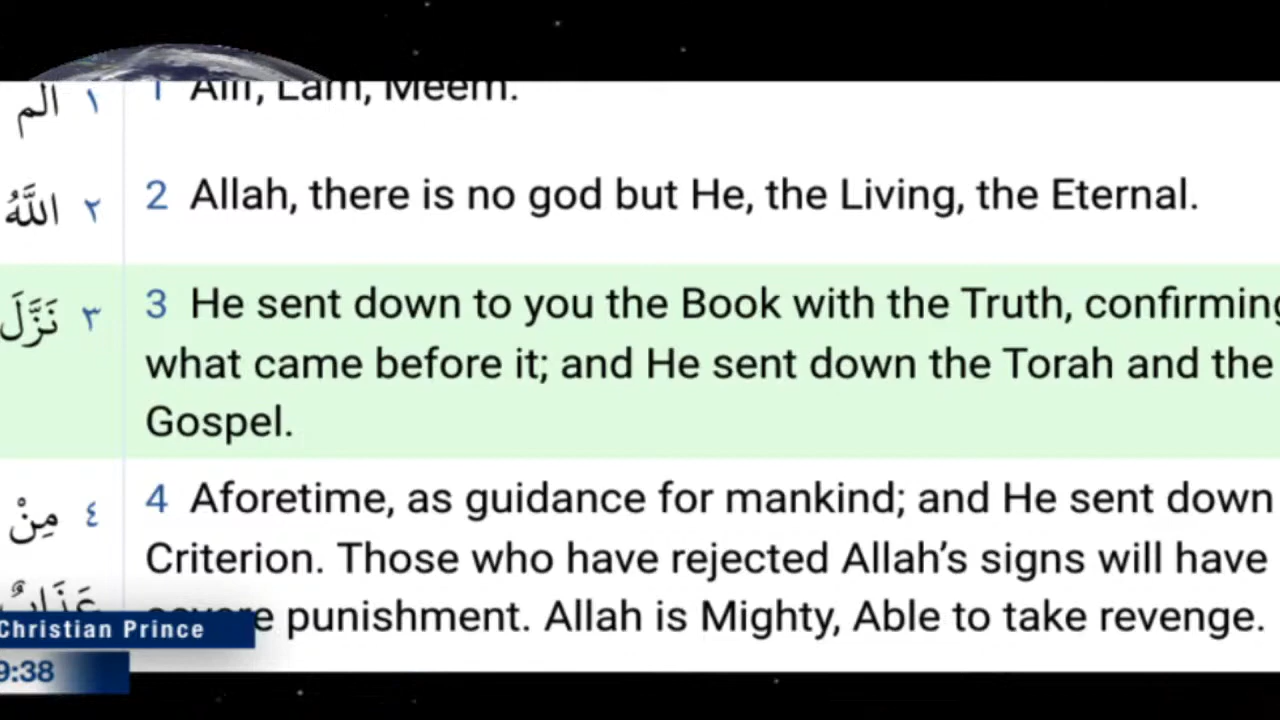 الم ١ 1 Alif, Lam, Meem.
اللَّهُ ٢ 2 Allah, there is no god but He, the Living, the Eternal.
نَزَّلَ ٣ 3 He sent down to you the Book with the Truth, confirming
what came before it; and He sent down the Torah and the
Gospel.
مِنْ ٤ 4 Aforetime, as guidance for mankind; and He sent down
Criterion. Those who have rejected Allah’s signs will have
severe punishment. Allah is Mighty, Able to take revenge.
Christian Prince
9:38